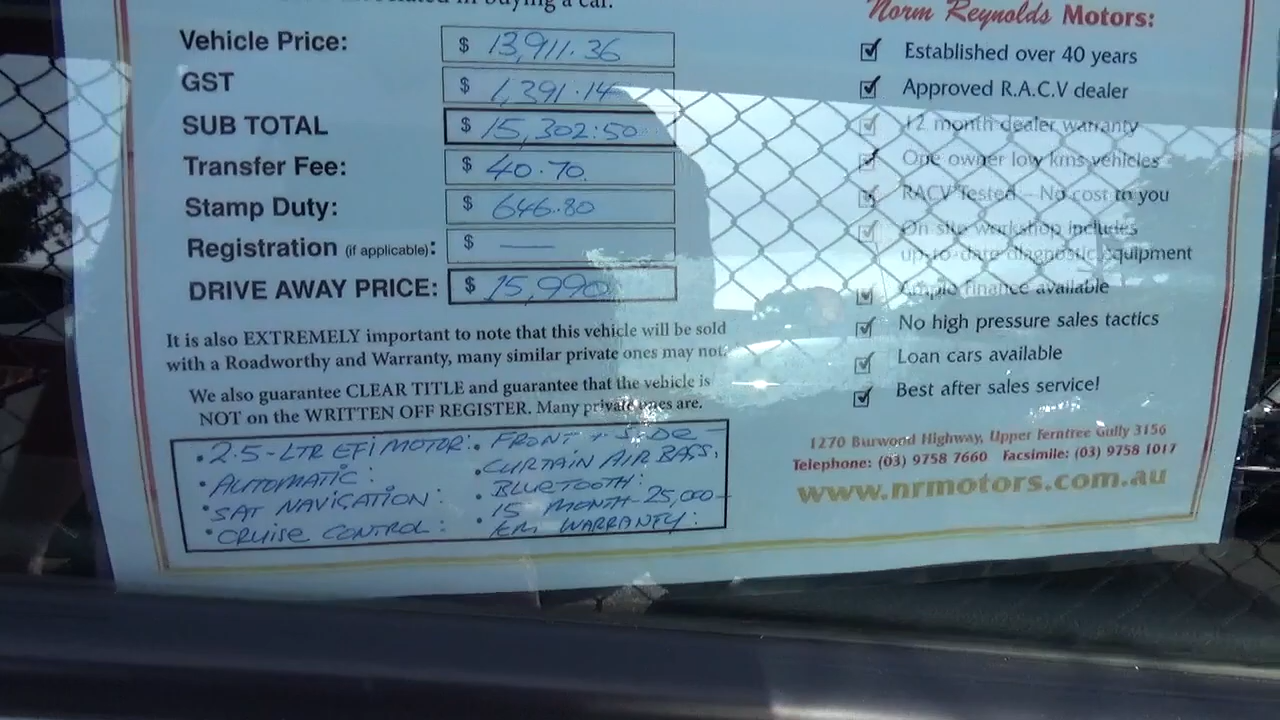 in buying a car.
Vehicle Price: $ 13,911.36
GST $ 1,391.14
SUB TOTAL $ 15,302:50
Transfer Fee: $ 40.70.
Stamp Duty: $ 646.80
Registration (if applicable): $ —
DRIVE AWAY PRICE: $ 15,990
It is also EXTREMELY important to note that this vehicle will be sold
with a Roadworthy and Warranty, many similar private ones may not.
We also guarantee CLEAR TITLE and guarantee that the vehicle is
NOT on the WRITTEN OFF REGISTER. Many private ones are.
• 2.5-LTR EFI MOTOR:
• AUTOMATIC:
• SAT NAVIGATION:
• CRUISE CONTROL:
• FRONT + SIDE -
• CURTAIN AIR BAGS.
• BLUETOOTH:
• 15 MONTH-25,000-
KM WARRANTY:
Norm Reynolds Motors:
Established over 40 years
Approved R.A.C.V dealer
12 month dealer warranty
One owner low kms vehicles
RACV Tested - No cost to you
On site workshop includes
up-to-date diagnostic equipment
Ample finance available
No high pressure sales tactics
Loan cars available
Best after sales service!
1270 Burwood Highway, Upper Ferntree Gully 3156
Telephone: (03) 9758 7660 Facsimile: (03) 9758 1017
www.nrmotors.com.au